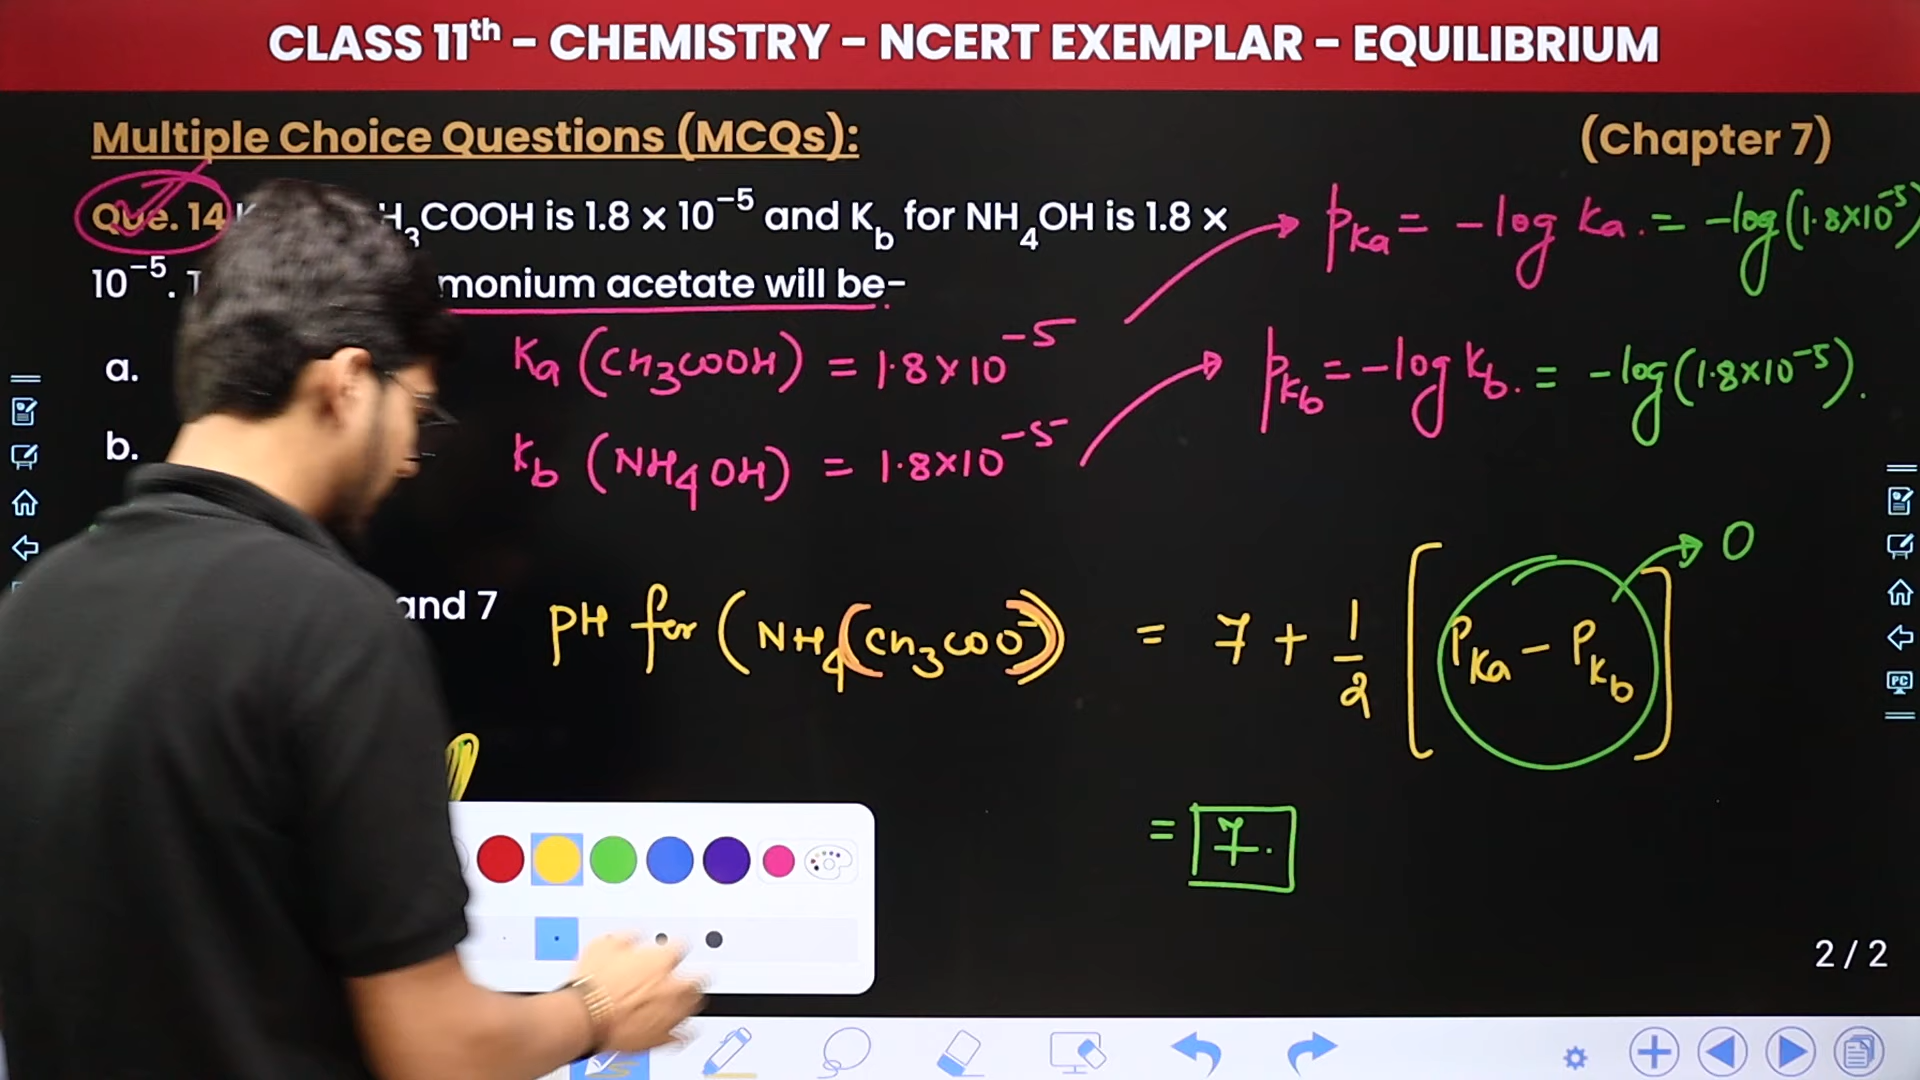 CLASS 11th - CHEMISTRY - NCERT EXEMPLAR - EQUILIBRIUM
Multiple Choice Questions (MCQs):
(Chapter 7)
Que. 14 H₃COOH is 1.8 × 10⁻⁵ and K_b for NH₄OH is 1.8 ×
10⁻⁵. monium acetate will be-
pKa = -log Ka. = -log(1.8×10⁻⁵)
a.
Ka (CH3COOH) = 1.8×10⁻⁵
pKb = -log Kb. = -log(1.8×10⁻⁵).
b.
Kb (NH4OH) = 1.8×10⁻⁵
0
and 7
pH for (NH4(CH3COO⁻)) = 7 + 1/2 [pKa - pKb]
= 7.
2 / 2
PC